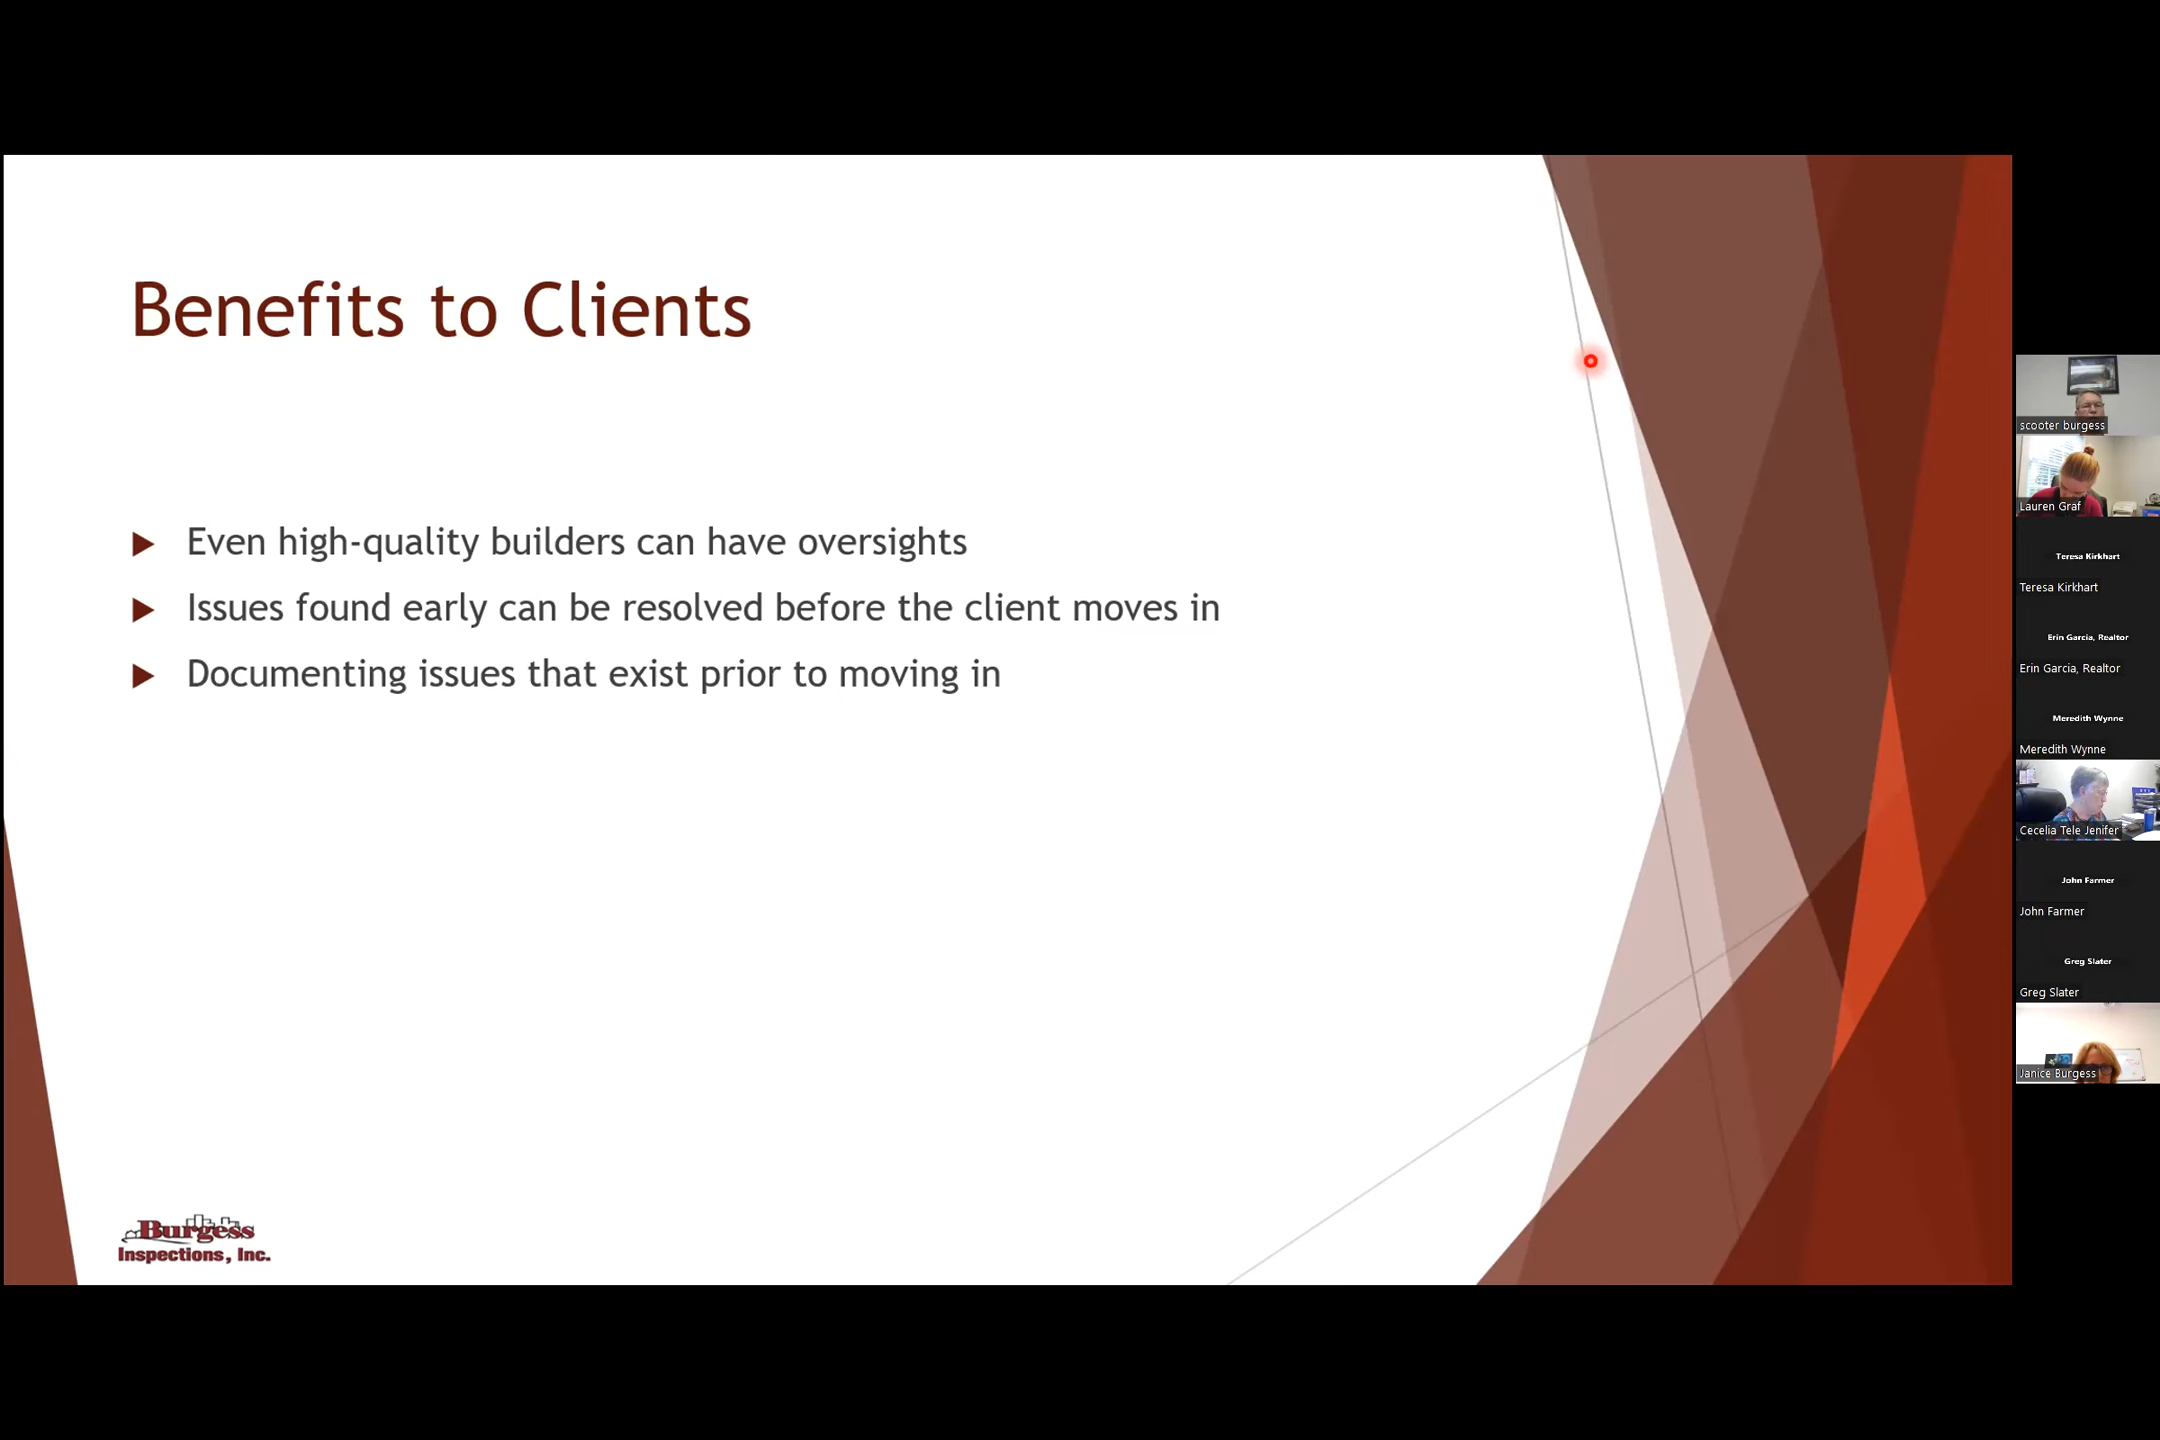 Benefits to Clients
Even high-quality builders can have oversights
Issues found early can be resolved before the client moves in
Documenting issues that exist prior to moving in
Burgess
Inspections, Inc.
scooter burgess
Lauren Graf
Teresa Kirkhart
Teresa Kirkhart
Erin Garcia, Realtor
Erin Garcia, Realtor
Meredith Wynne
Meredith Wynne
Cecelia Tele Jenifer
John Farmer
John Farmer
Greg Slater
Greg Slater
Janice Burgess